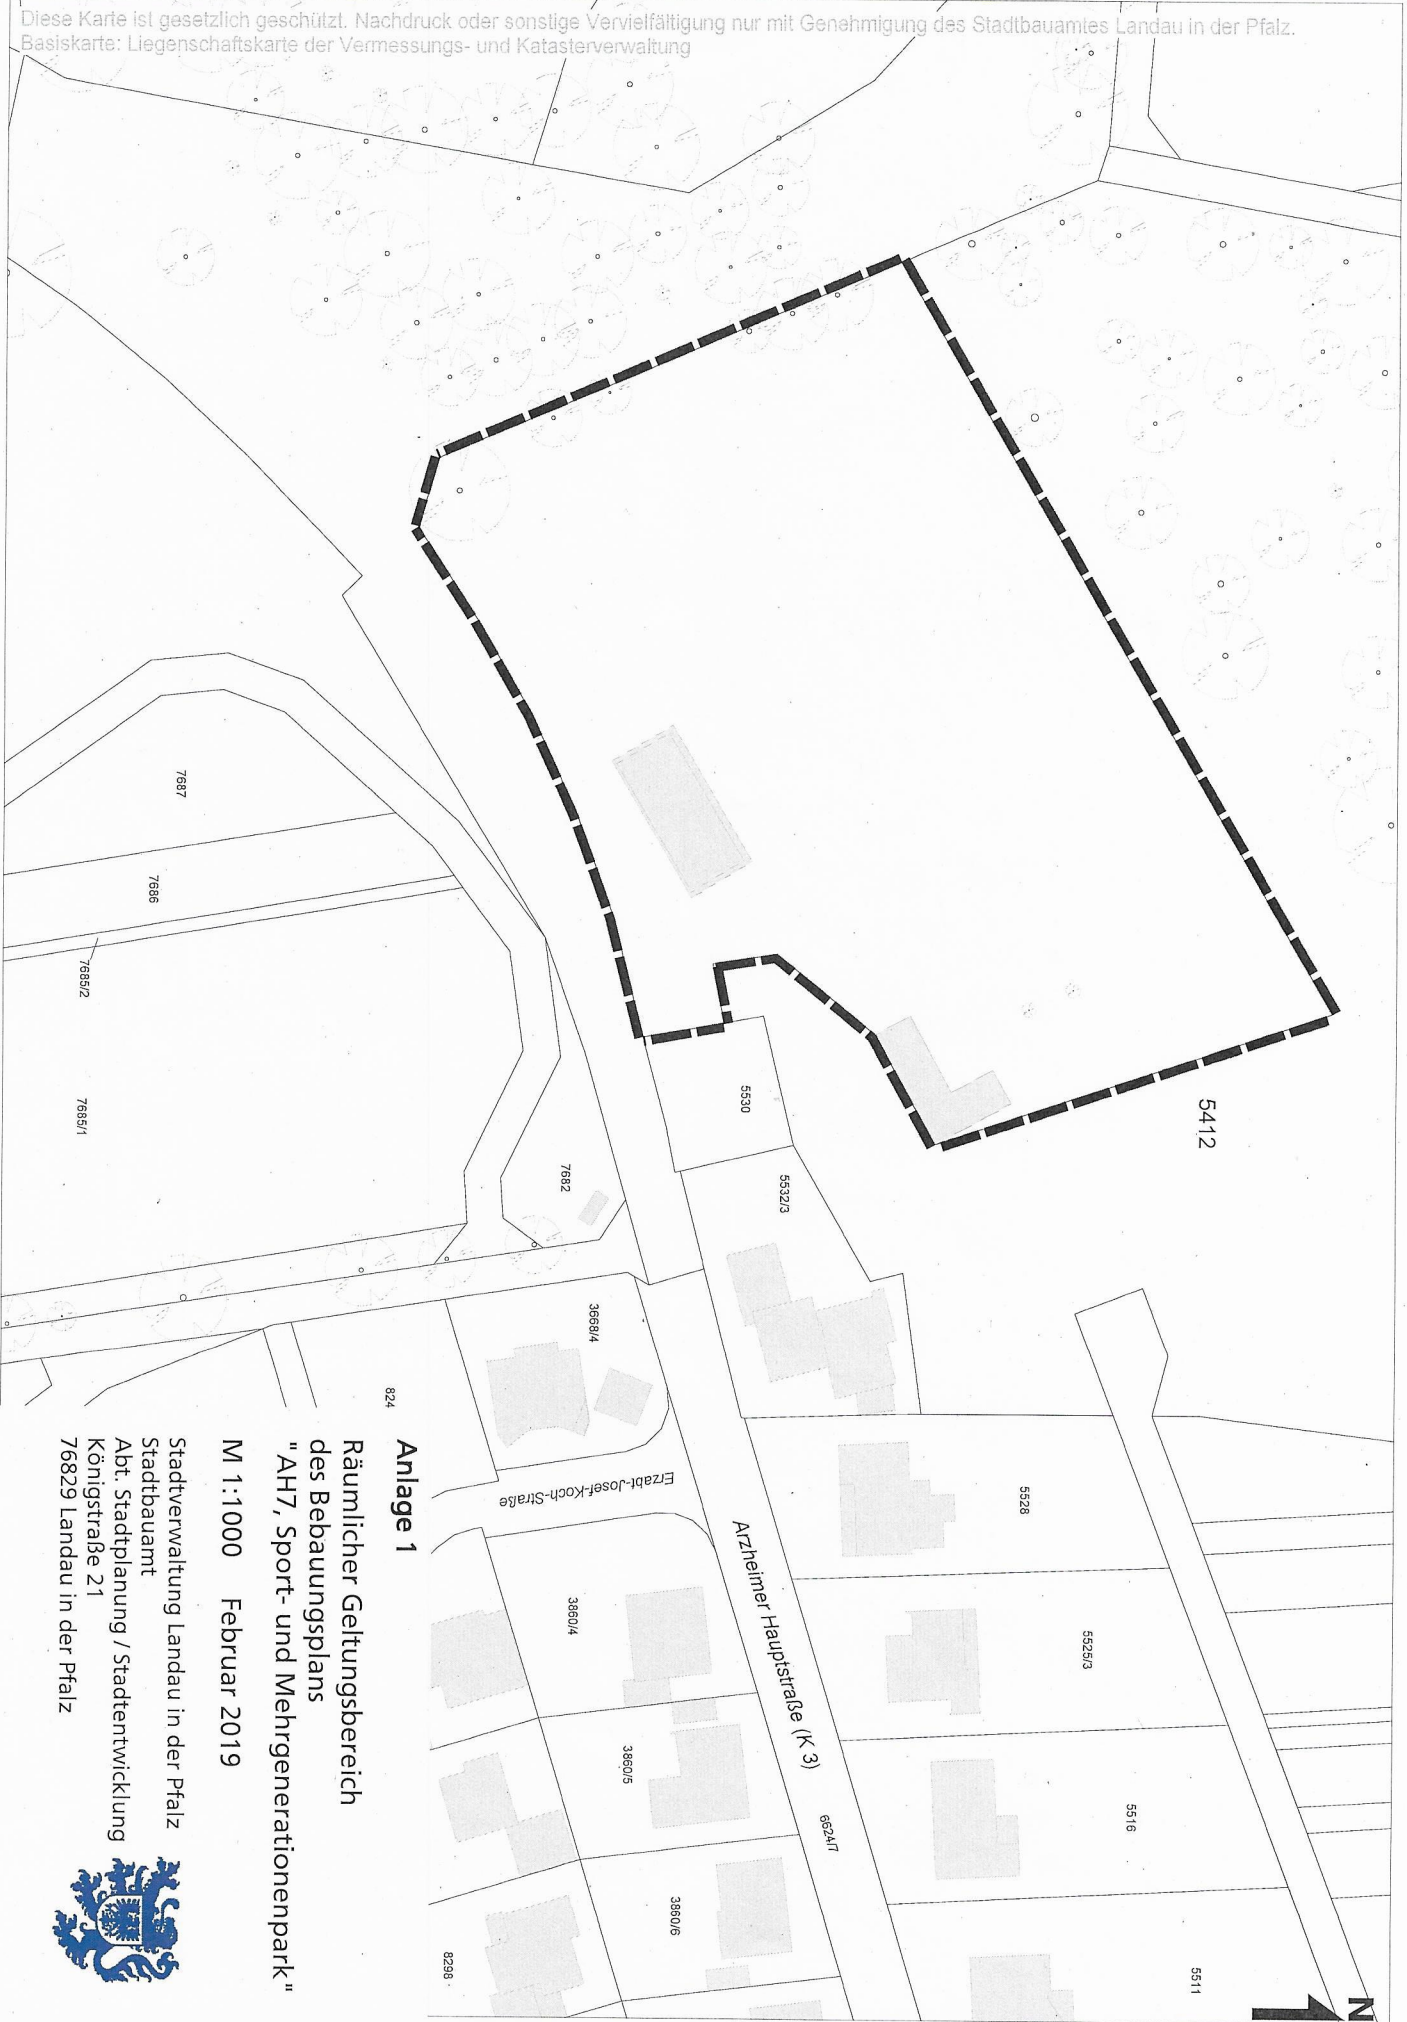 Diese Karte ist gesetzlich geschützt. Nachdruck oder sonstige Vervielfältigung nur mit Genehmigung des Stadtbauamtes Landau in der Pfalz.
Basiskarte: Liegenschaftskarte der Vermessungs- und Katasterverwaltung
N
5412
5511
5516
5525/3
5528
5532/3
5530
6624/7
Arzheimer Hauptstraße (K 3)
Erzabt-Josef-Koch-Straße
3668/4
3860/4
3860/5
3860/6
8298
824
7682
7687
7686
7685/2
7685/1
Anlage 1
Räumlicher Geltungsbereich
des Bebauungsplans
"AH7, Sport- und Mehrgenerationenpark"
M 1:1000 Februar 2019
Stadtverwaltung Landau in der Pfalz
Stadtbauamt
Abt. Stadtplanung / Stadtentwicklung
Königstraße 21
76829 Landau in der Pfalz